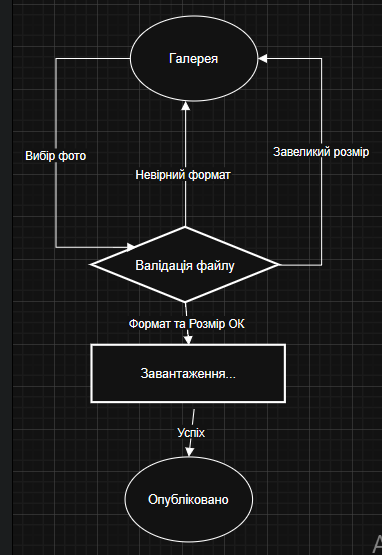 Галерея
Вибір фото
Завеликий розмір
Невірний формат
Валідація файлу
Формат та Розмір ОК
Завантаження...
Успіх
Опубліковано